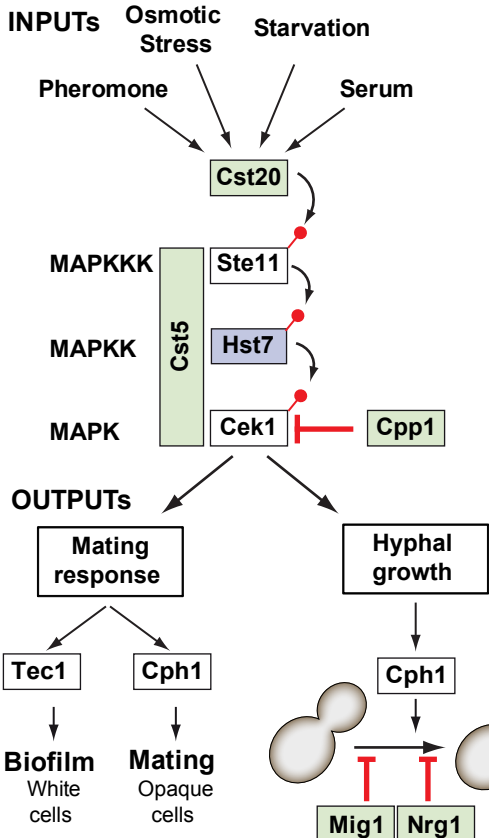 INPUTs
Osmotic
Stress
Starvation
Pheromone
Serum
Cst20
MAPKKK
Ste11
Cst5
MAPKK
Hst7
MAPK
Cek1
Cpp1
OUTPUTs
Mating
response
Hyphal
growth
Tec1
Cph1
Cph1
Biofilm
White
cells
Mating
Opaque
cells
Mig1
Nrg1